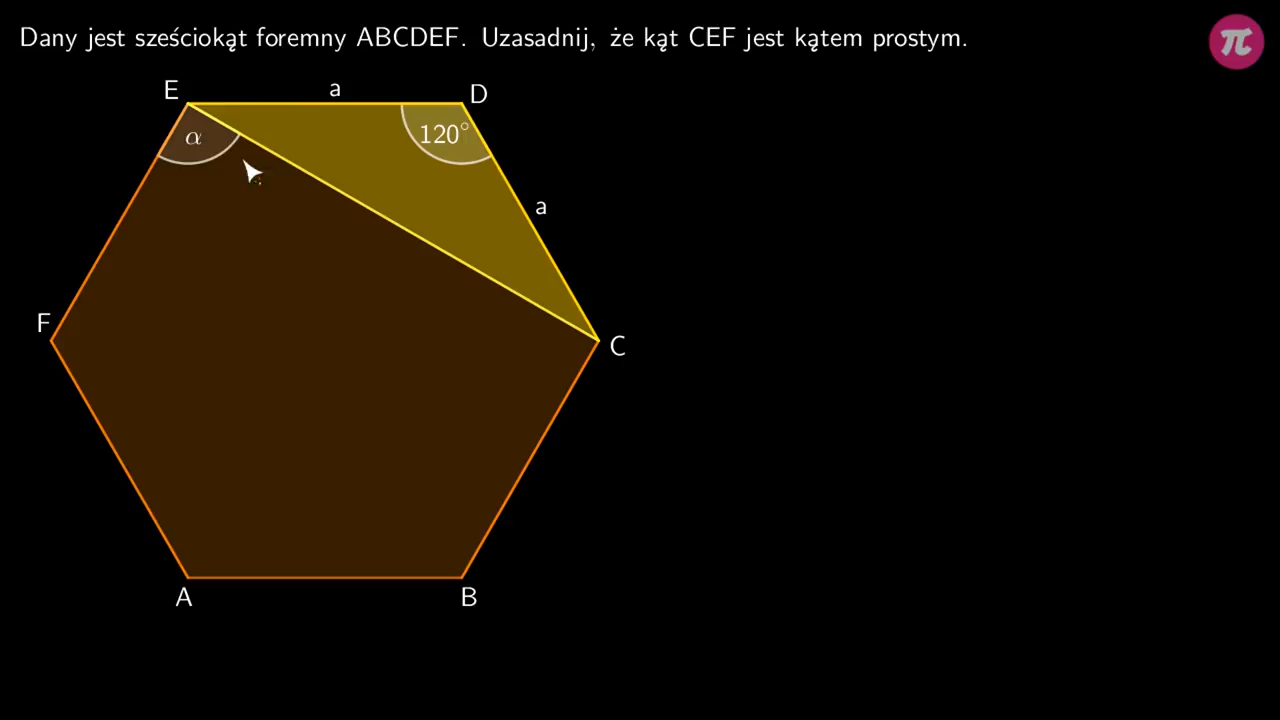 Dany jest sześciokąt foremny ABCDEF. Uzasadnij, że kąt CEF jest kątem prostym.
π
E
a
D
α
120°
a
F
C
A
B